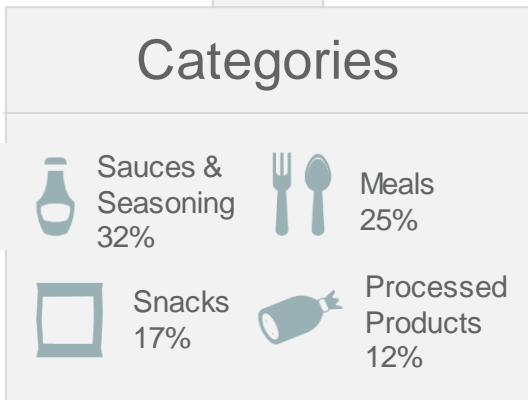 Categories
Sauces &
Seasoning
32%
Meals
25%
Snacks
17%
Processed
Products
12%